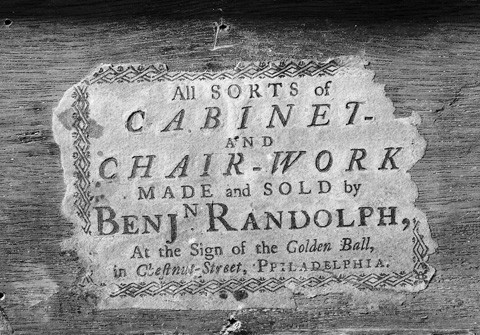 All SORTS of
CABINET-
AND
CHAIR-WORK
MADE and SOLD by
BENJN RANDOLPH,
At the Sign of the Golden Ball,
in Chestnut-Street, PHILADELPHIA.